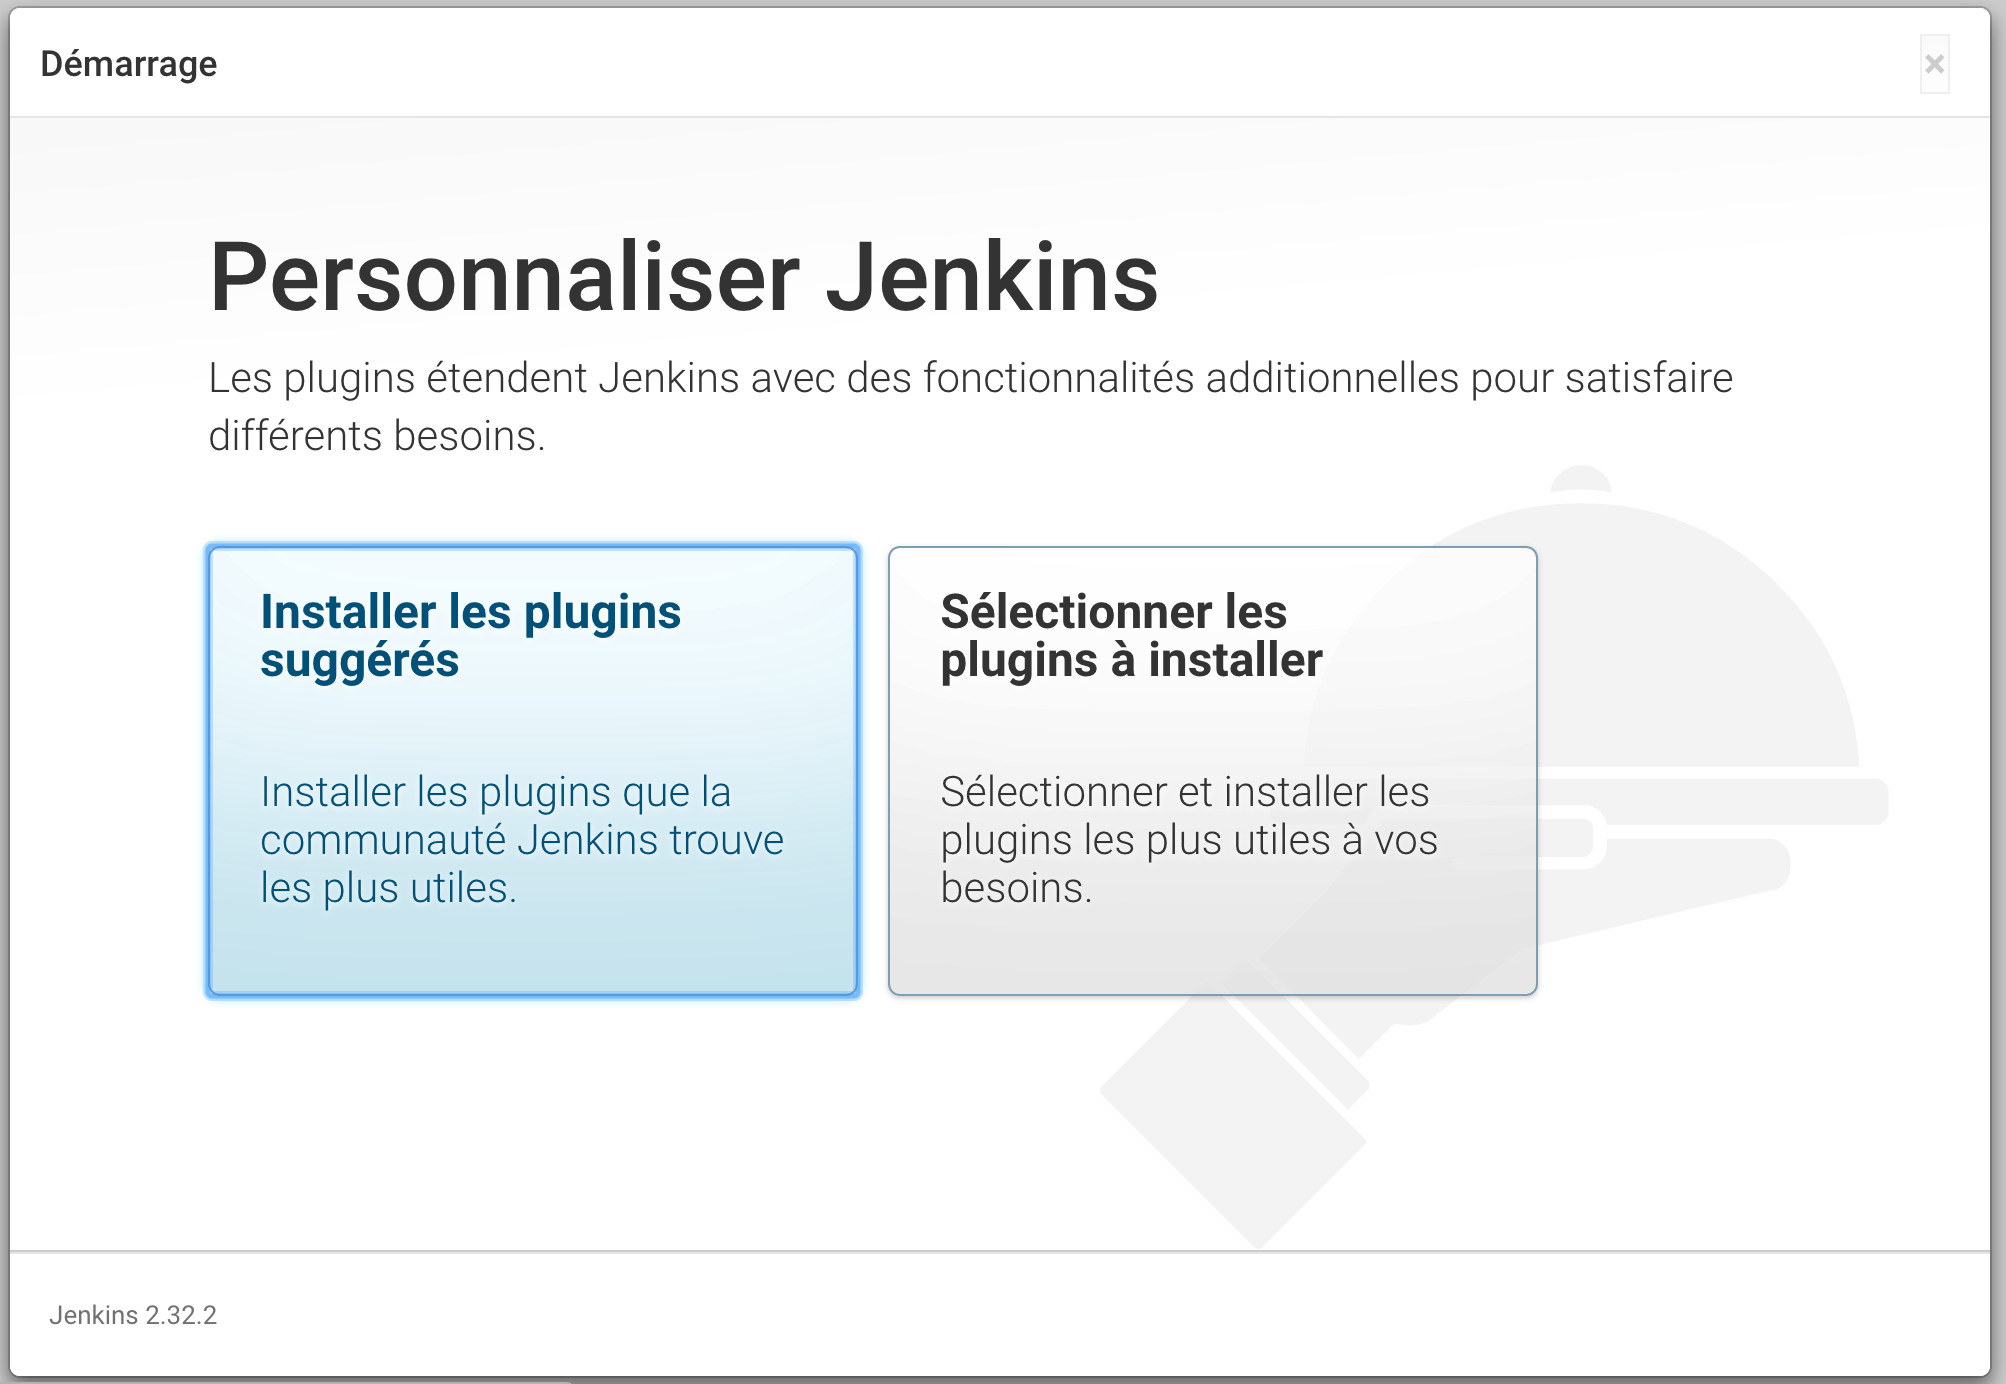 Démarrage
×
Personnaliser Jenkins
Les plugins étendent Jenkins avec des fonctionnalités additionnelles pour satisfaire
différents besoins.
Installer les plugins
suggérés
Installer les plugins que la
communauté Jenkins trouve
les plus utiles.
Sélectionner les
plugins à installer
Sélectionner et installer les
plugins les plus utiles à vos
besoins.
Jenkins 2.32.2